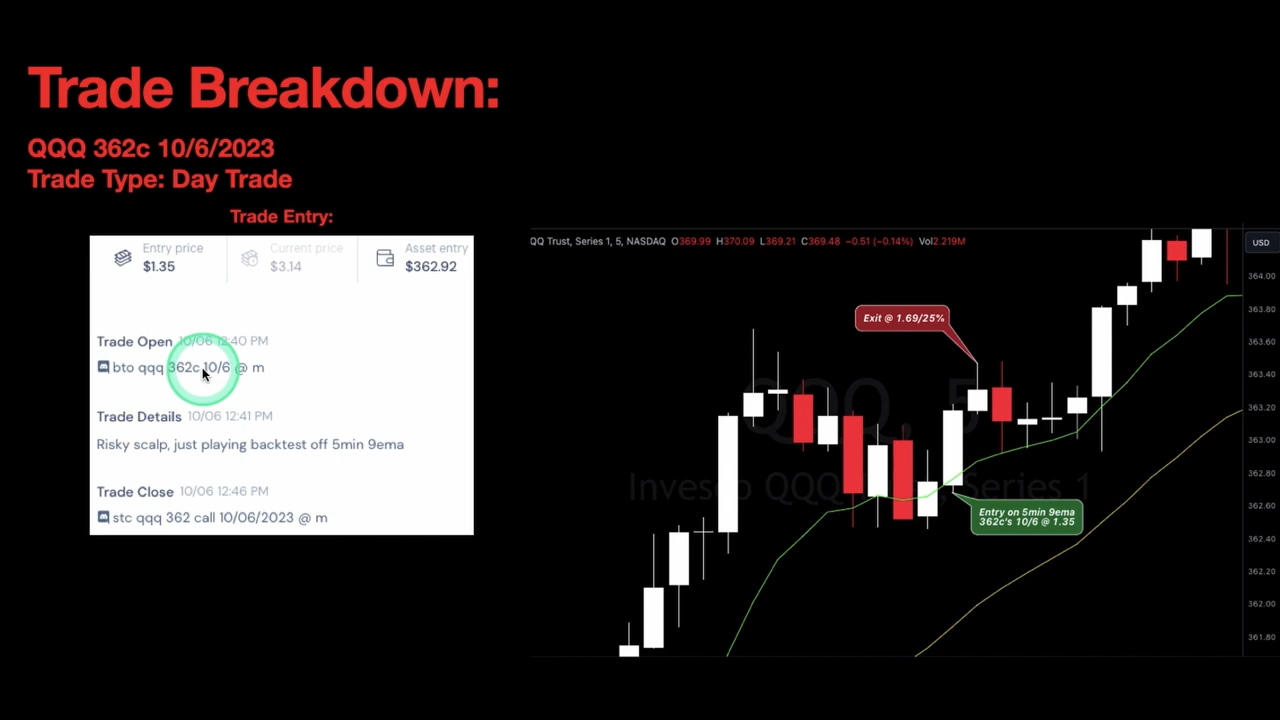 Trade Breakdown:
QQQ 362c 10/6/2023
Trade Type: Day Trade
Trade Entry:
Entry price
$1.35
Current price
$3.14
Asset entry
$362.92
Trade Open 10/06 12:40 PM
bto qqq 362c 10/6 @ m
Trade Details 10/06 12:41 PM
Risky scalp, just playing backtest off 5min 9ema
Trade Close 10/06 12:46 PM
stc qqq 362 call 10/06/2023 @ m
QQ Trust, Series 1, 5, NASDAQ O369.99 H370.09 L369.21 C369.48 −0.51 (−0.14%) Vol2.219M
USD
Exit @ 1.69/25%
QQQ, 5
Invesco QQQ Series 1
Entry on 5min 9ema
362c's 10/6 @ 1.35
364.00
363.80
363.60
363.40
363.20
363.00
362.80
362.60
362.40
362.20
362.00
361.80